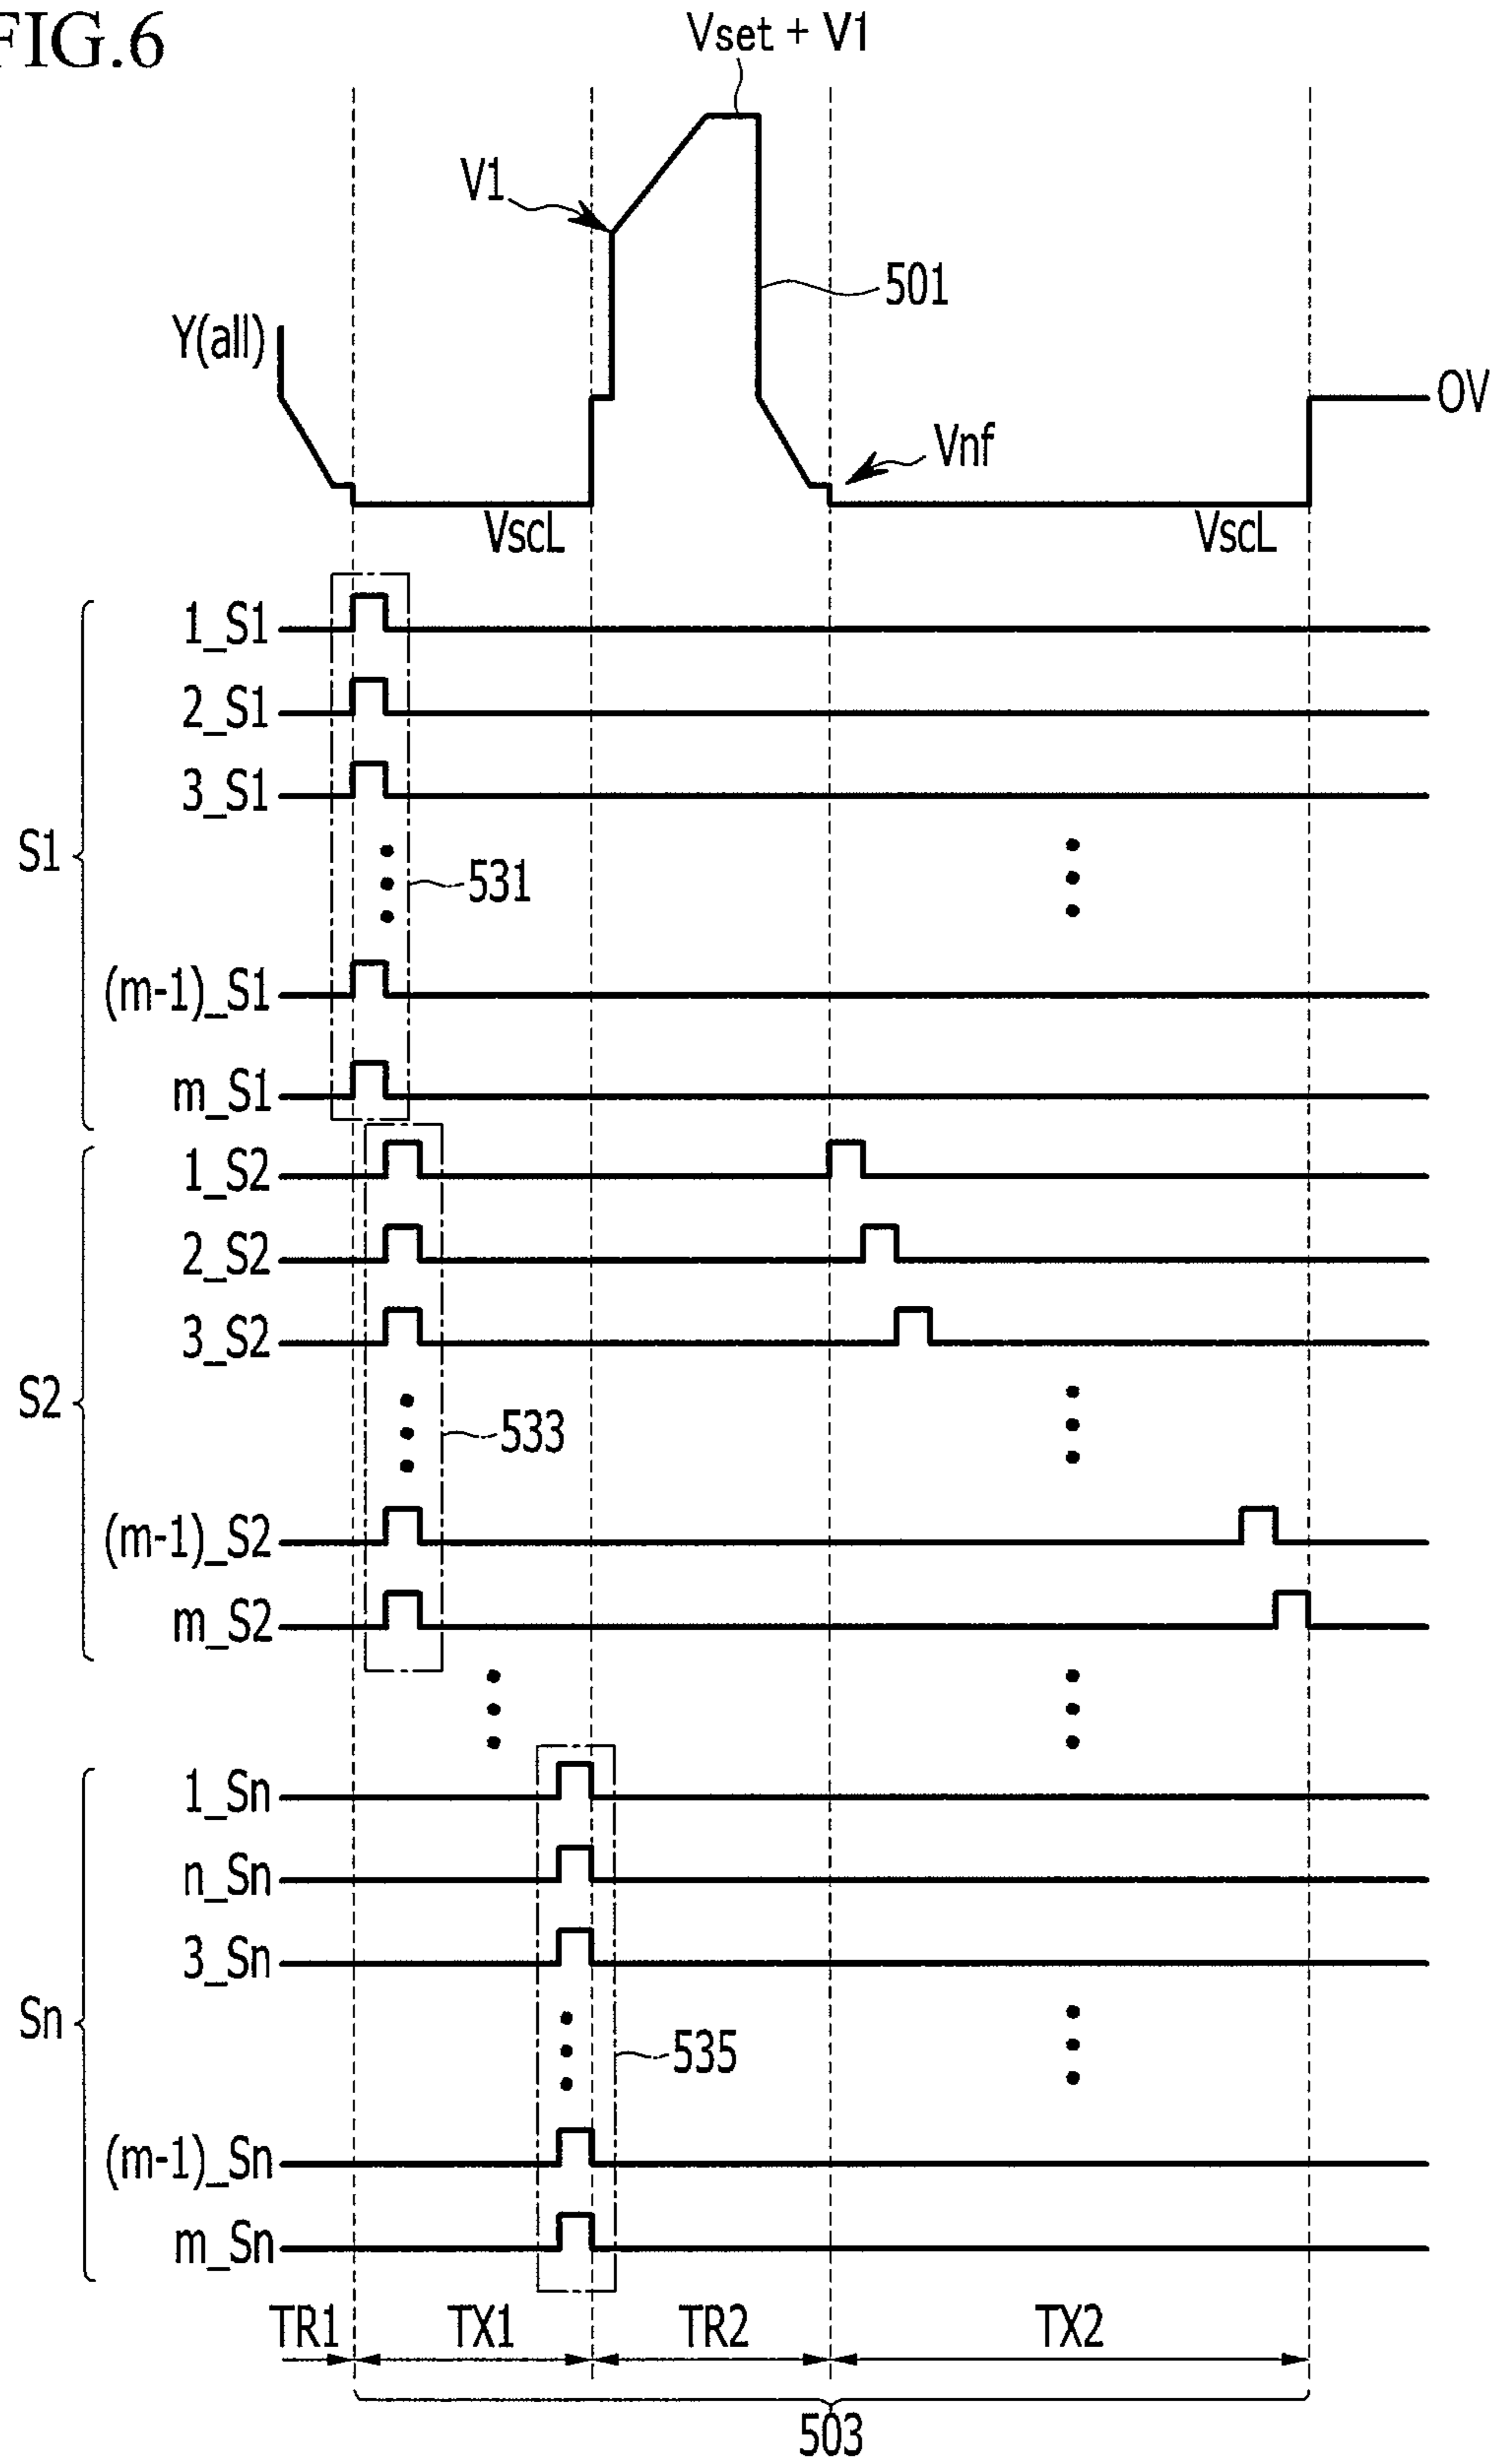 FIG.6
Vset + V1
V1
501
Y(all)
OV
Vnf
VscL
VscL
1_S1
2_S1
3_S1
S1
531
(m-1)_S1
m_S1
1_S2
2_S2
3_S2
S2
533
(m-1)_S2
m_S2
1_Sn
n_Sn
3_Sn
Sn
535
(m-1)_Sn
m_Sn
TR1 TX1 TR2 TX2
503